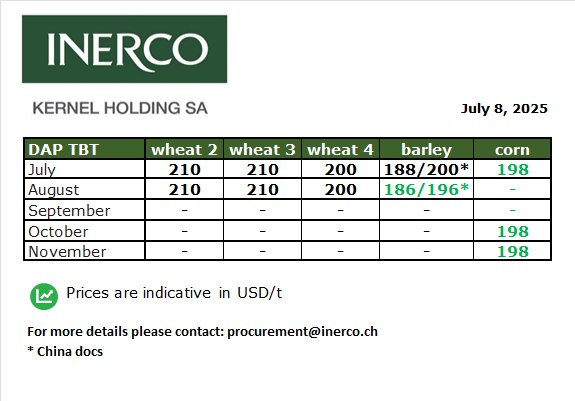 INERCO
KERNEL HOLDING SA
July 8, 2025
DAP TBT wheat 2 wheat 3 wheat 4 barley corn
July 210 210 200 188/200* 198
August 210 210 200 186/196* -
September - - - - -
October - - - - 198
November - - - - 198
Prices are indicative in USD/t
For more details please contact: procurement@inerco.ch
* China docs